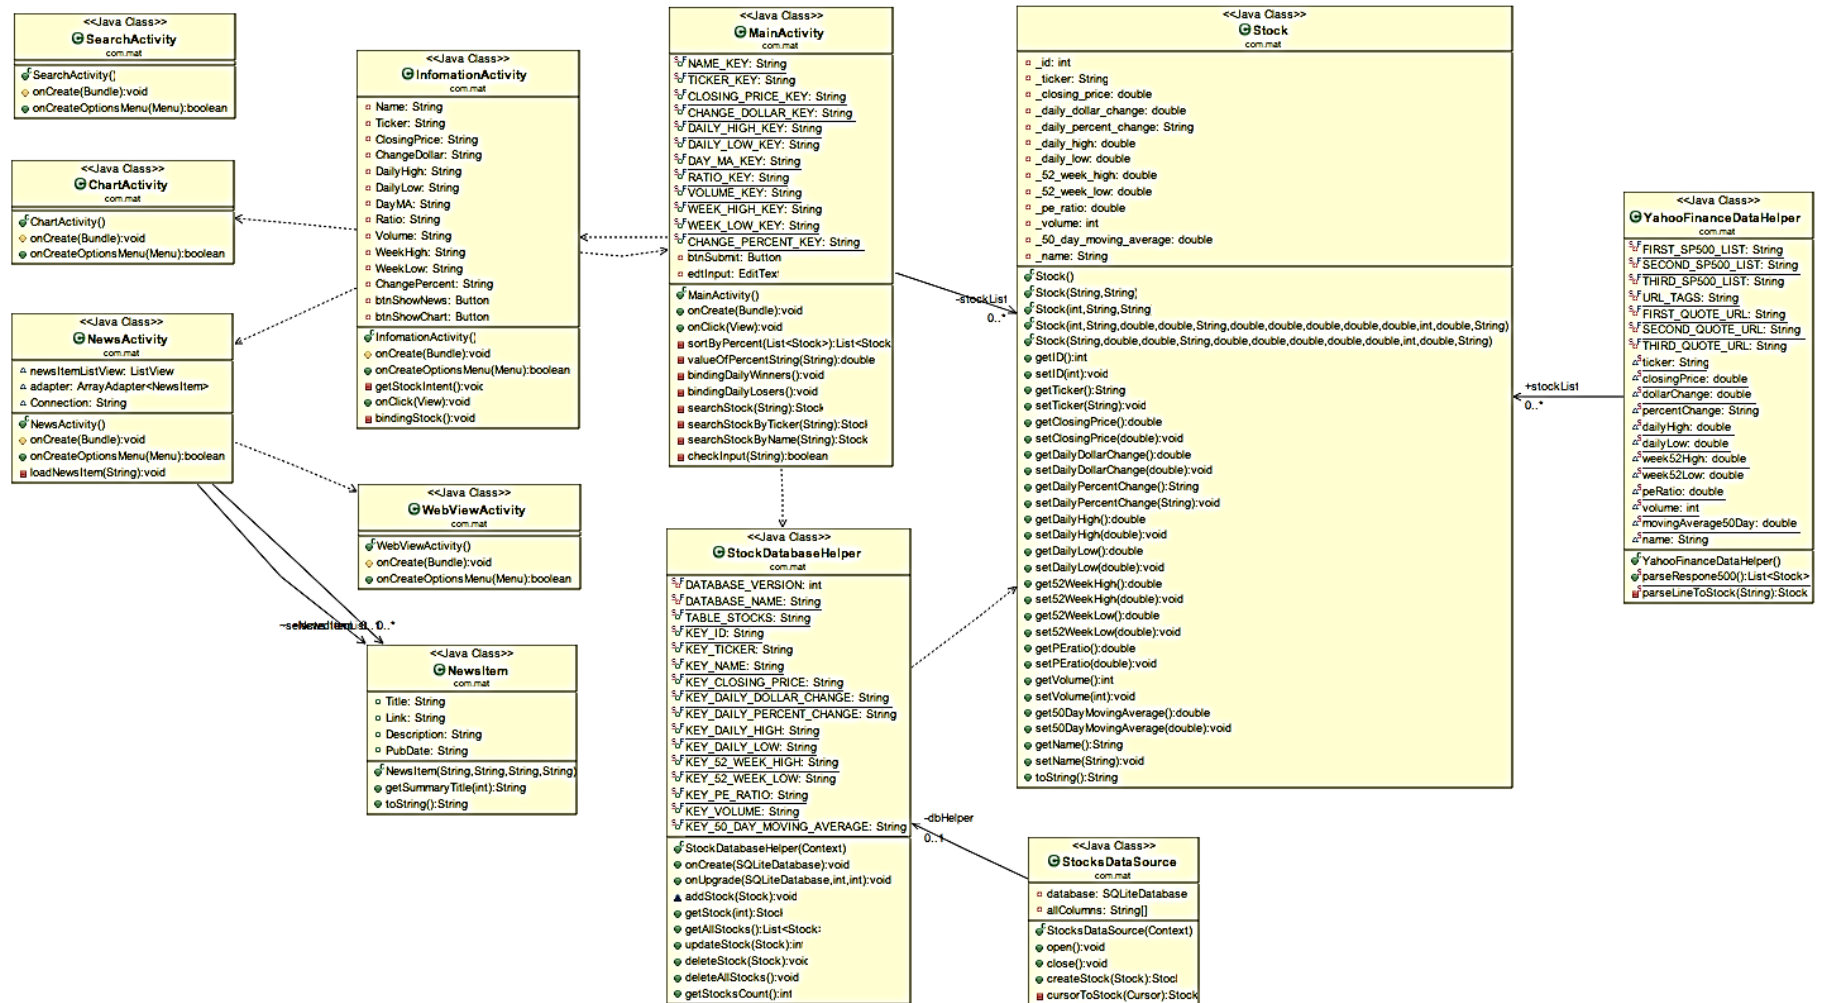 <<Java Class>>
SearchActivity
com.mat
SearchActivity()
onCreate(Bundle):void
onCreateOptionsMenu(Menu):boolean
<<Java Class>>
ChartActivity
com.mat
ChartActivity()
onCreate(Bundle):void
onCreateOptionsMenu(Menu):boolean
<<Java Class>>
NewsActivity
com.mat
newsItemListView: ListView
adapter: ArrayAdapter<NewsItem>
Connection: String
NewsActivity()
onCreate(Bundle):void
onCreateOptionsMenu(Menu):boolean
loadNewsItem(String):void
<<Java Class>>
InfomationActivity
com.mat
Name: String
Ticker: String
ClosingPrice: String
ChangeDollar: String
DailyHigh: String
DailyLow: String
DayMA: String
Ratio: String
Volume: String
WeekHigh: String
WeekLow: String
ChangePercent: String
btnShowNews: Button
btnShowChart: Button
InfomationActivity()
onCreate(Bundle):void
onCreateOptionsMenu(Menu):boolean
getStockIntent():void
onClick(View):void
bindingStock():void
<<Java Class>>
WebViewActivity
com.mat
WebViewActivity()
onCreate(Bundle):void
onCreateOptionsMenu(Menu):boolean
0..*
<<Java Class>>
NewsItem
com.mat
Title: String
Link: String
Description: String
PubDate: String
NewsItem(String,String,String,String)
getSummaryTitle(int):String
toString():String
<<Java Class>>
MainActivity
com.mat
NAME_KEY: String
TICKER_KEY: String
CLOSING_PRICE_KEY: String
CHANGE_DOLLAR_KEY: String
DAILY_HIGH_KEY: String
DAILY_LOW_KEY: String
DAY_MA_KEY: String
RATIO_KEY: String
VOLUME_KEY: String
WEEK_HIGH_KEY: String
WEEK_LOW_KEY: String
CHANGE_PERCENT_KEY: String
btnSubmit: Button
edtInput: EditText
MainActivity()
onCreate(Bundle):void
onClick(View):void
sortByPercent(List<Stock>):List<Stock
valueOfPercentString(String):double
bindingDailyWinners():void
bindingDailyLosers():void
searchStock(String):Stock
searchStockByTicker(String):Stock
searchStockByName(String):Stock
checkInput(String):boolean
-stockList
0..*
<<Java Class>>
StockDatabaseHelper
com.mat
DATABASE_VERSION: int
DATABASE_NAME: String
TABLE_STOCKS: String
KEY_ID: String
KEY_TICKER: String
KEY_NAME: String
KEY_CLOSING_PRICE: String
KEY_DAILY_DOLLAR_CHANGE: String
KEY_DAILY_PERCENT_CHANGE: String
KEY_DAILY_HIGH: String
KEY_DAILY_LOW: String
KEY_52_WEEK_HIGH: String
KEY_52_WEEK_LOW: String
KEY_PE_RATIO: String
KEY_VOLUME: String
KEY_50_DAY_MOVING_AVERAGE: String
StockDatabaseHelper(Context)
onCreate(SQLiteDatabase):void
onUpgrade(SQLiteDatabase,int,int):void
addStock(Stock):void
getStock(int):Stock
getAllStocks():List<Stock>
updateStock(Stock):int
deleteStock(Stock):void
deleteAllStocks():void
getStocksCount():int
-dbHelper
0..1
<<Java Class>>
Stock
com.mat
_id: int
_ticker: String
_closing_price: double
_daily_dollar_change: double
_daily_percent_change: String
_daily_high: double
_daily_low: double
_52_week_high: double
_52_week_low: double
_pe_ratio: double
_volume: int
_50_day_moving_average: double
_name: String
Stock()
Stock(String,String)
Stock(int,String,String)
Stock(int,String,double,double,String,double,double,double,double,double,int,double,String)
Stock(String,double,double,String,double,double,double,double,double,int,double,String)
getID():int
setID(int):void
getTicker():String
setTicker(String):void
getClosingPrice():double
setClosingPrice(double):void
getDailyDollarChange():double
setDailyDollarChange(double):void
getDailyPercentChange():String
setDailyPercentChange(String):void
getDailyHigh():double
setDailyHigh(double):void
getDailyLow():double
setDailyLow(double):void
get52WeekHigh():double
set52WeekHigh(double):void
get52WeekLow():double
set52WeekLow(double):void
getPEratio():double
setPEratio(double):void
getVolume():int
setVolume(int):void
get50DayMovingAverage():double
set50DayMovingAverage(double):void
getName():String
setName(String):void
toString():String
<<Java Class>>
StocksDataSource
com.mat
database: SQLiteDatabase
allColumns: String[]
StocksDataSource(Context)
open():void
close():void
createStock(Stock):Stock
cursorToStock(Cursor):Stock
+stockList
0..*
<<Java Class>>
YahooFinanceDataHelper
com.mat
FIRST_SP500_LIST: String
SECOND_SP500_LIST: String
THIRD_SP500_LIST: String
URL_TAGS: String
FIRST_QUOTE_URL: String
SECOND_QUOTE_URL: String
THIRD_QUOTE_URL: String
ticker: String
closingPrice: double
dollarChange: double
percentChange: String
dailyHigh: double
dailyLow: double
week52High: double
week52Low: double
peRatio: double
volume: int
movingAverage50Day: double
name: String
YahooFinanceDataHelper()
parseRespone500():List<Stock>
parseLineToStock(String):Stock